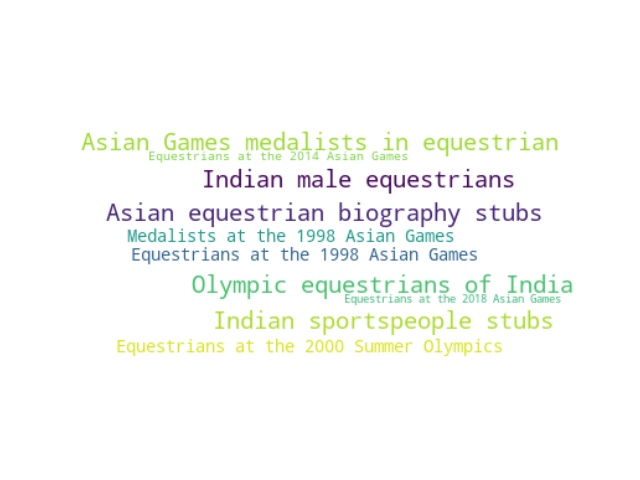 Asian Games medalists in equestrian
Equestrians at the 2014 Asian Games
Indian male equestrians
Asian equestrian biography stubs
Medalists at the 1998 Asian Games
Equestrians at the 1998 Asian Games
Olympic equestrians of India
Equestrians at the 2018 Asian Games
Indian sportspeople stubs
Equestrians at the 2000 Summer Olympics